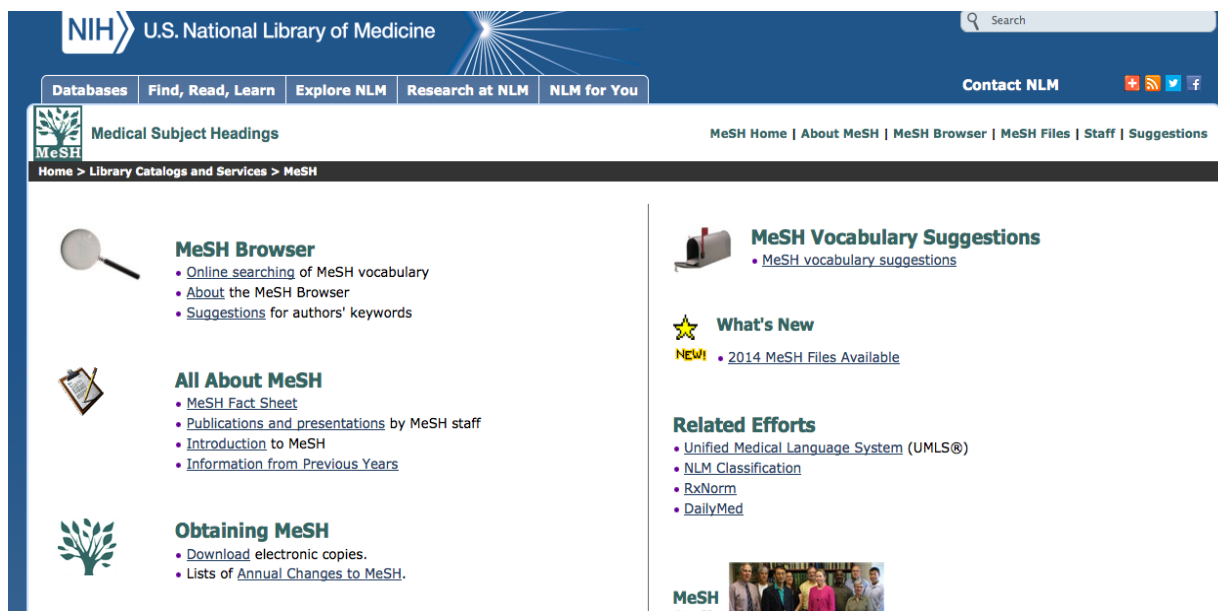 NIH U.S. National Library of Medicine
Search
Databases Find, Read, Learn Explore NLM Research at NLM NLM for You
Contact NLM
MeSH Medical Subject Headings
MeSH Home | About MeSH | MeSH Browser | MeSH Files | Staff | Suggestions
Home > Library Catalogs and Services > MeSH
MeSH Browser
• Online searching of MeSH vocabulary
• About the MeSH Browser
• Suggestions for authors' keywords
All About MeSH
• MeSH Fact Sheet
• Publications and presentations by MeSH staff
• Introduction to MeSH
• Information from Previous Years
Obtaining MeSH
• Download electronic copies.
• Lists of Annual Changes to MeSH.
MeSH Vocabulary Suggestions
• MeSH vocabulary suggestions
What's New
NEW! • 2014 MeSH Files Available
Related Efforts
• Unified Medical Language System (UMLS®)
• NLM Classification
• RxNorm
• DailyMed
MeSH